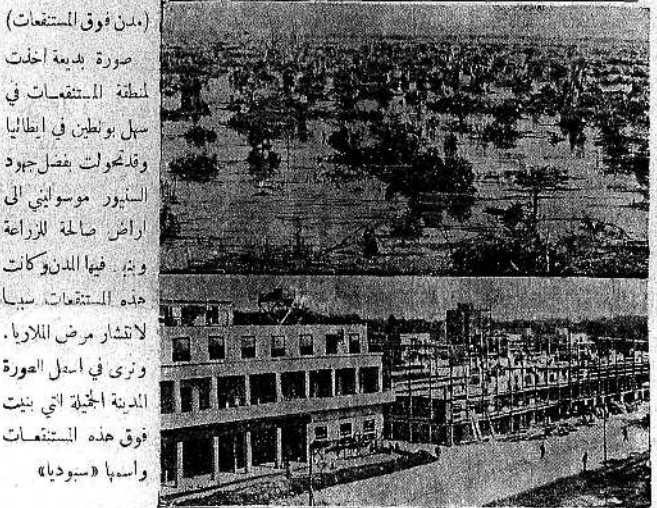 (مدن فوق المستنقعات)
صورة بديعة اخذت
لمنطقة المستنقعات في
سهل بونطين في ايطاليا
وقد تحولت بفضل جهود
السنيور موسوليني الى
اراض صالحة للزراعة
فيها المدن وكانت
هذه المستنقعات سببا
لانتشار مرض الملاريا.
ونرى في اسفل الصورة
المدينة الجميلة التي بنيت
فوق هذه المستنقعات
واسمها «سبوديا»